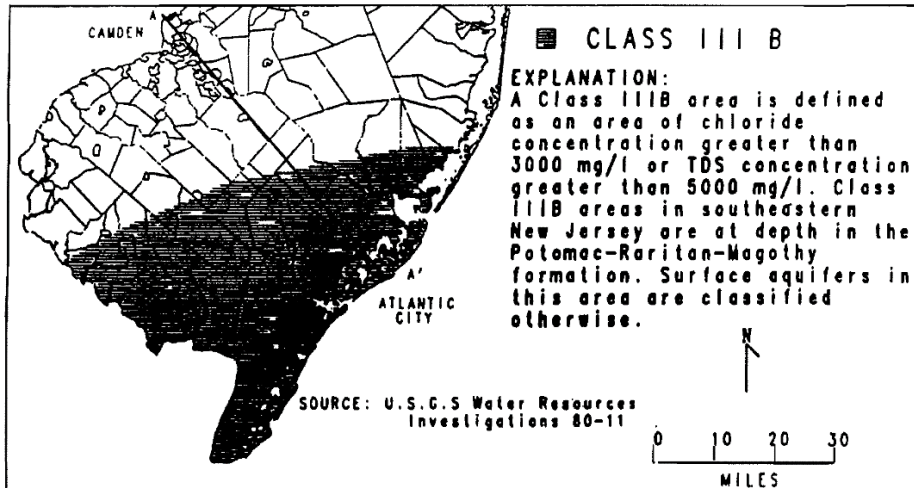 A
CAMDEN
CLASS III B
EXPLANATION:
A Class IIIB area is defined
as an area of chloride
concentration greater than
3000 mg/l or TDS concentration
greater than 5000 mg/l. Class
IIIB areas in southeastern
New Jersey are at depth in the
Potomac-Raritan-Magothy
formation. Surface aquifers in
this area are classified
otherwise.
A'
ATLANTIC
CITY
N
SOURCE: U.S.G.S Water Resources
Investigations 80-11
0 10 20 30
MILES